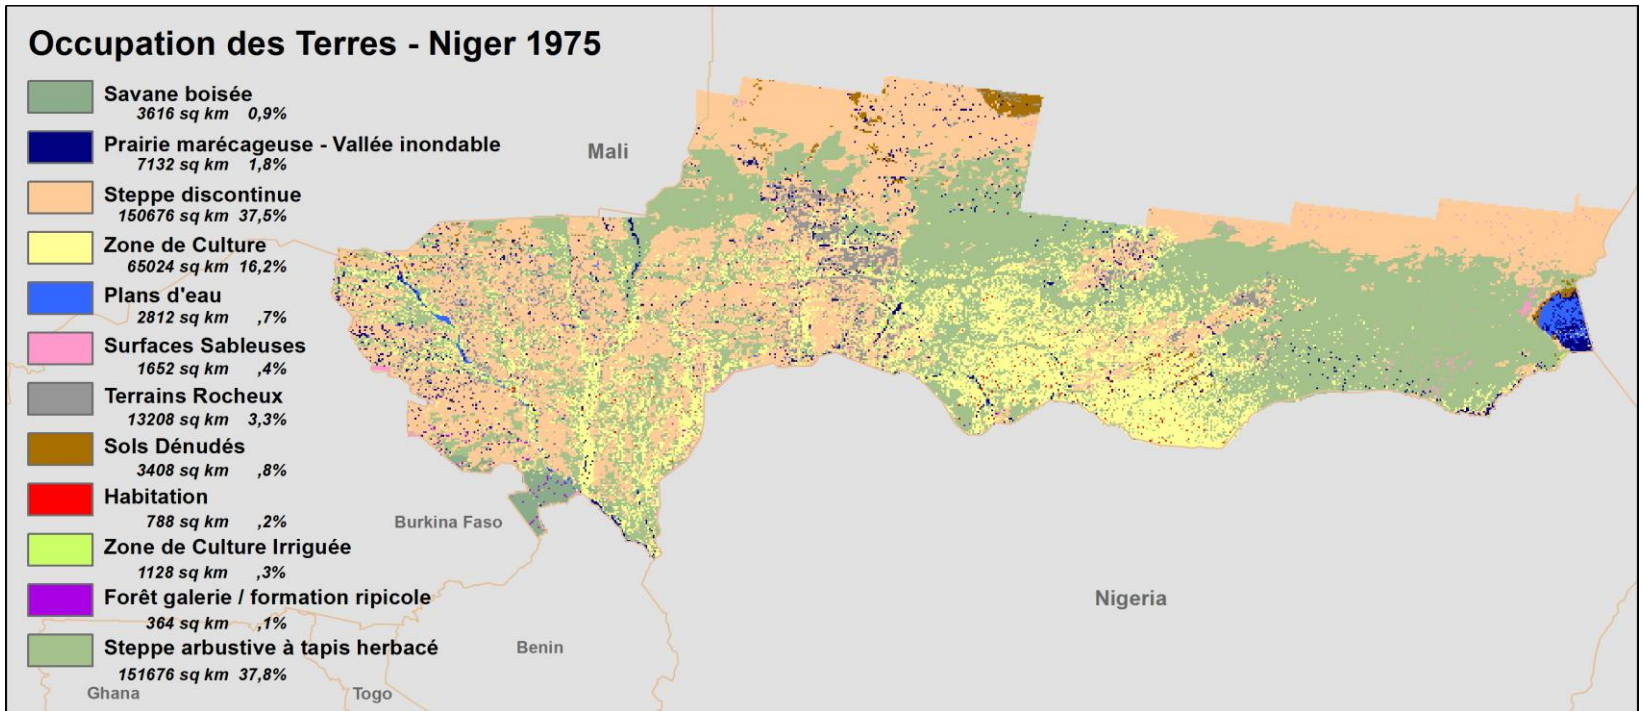 Occupation des Terres - Niger 1975
Savane boisée
3616 sq km 0,9%
Prairie marécageuse - Vallée inondable
7132 sq km 1,8%
Steppe discontinue
150676 sq km 37,5%
Zone de Culture
65024 sq km 16,2%
Plans d'eau
2812 sq km ,7%
Surfaces Sableuses
1652 sq km ,4%
Terrains Rocheux
13208 sq km 3,3%
Sols Dénudés
3408 sq km ,8%
Habitation
788 sq km ,2%
Zone de Culture Irriguée
1128 sq km ,3%
Forêt galerie / formation ripicole
364 sq km ,1%
Steppe arbustive à tapis herbacé
151676 sq km 37,8%
Mali
Burkina Faso
Nigeria
Benin
Ghana
Togo